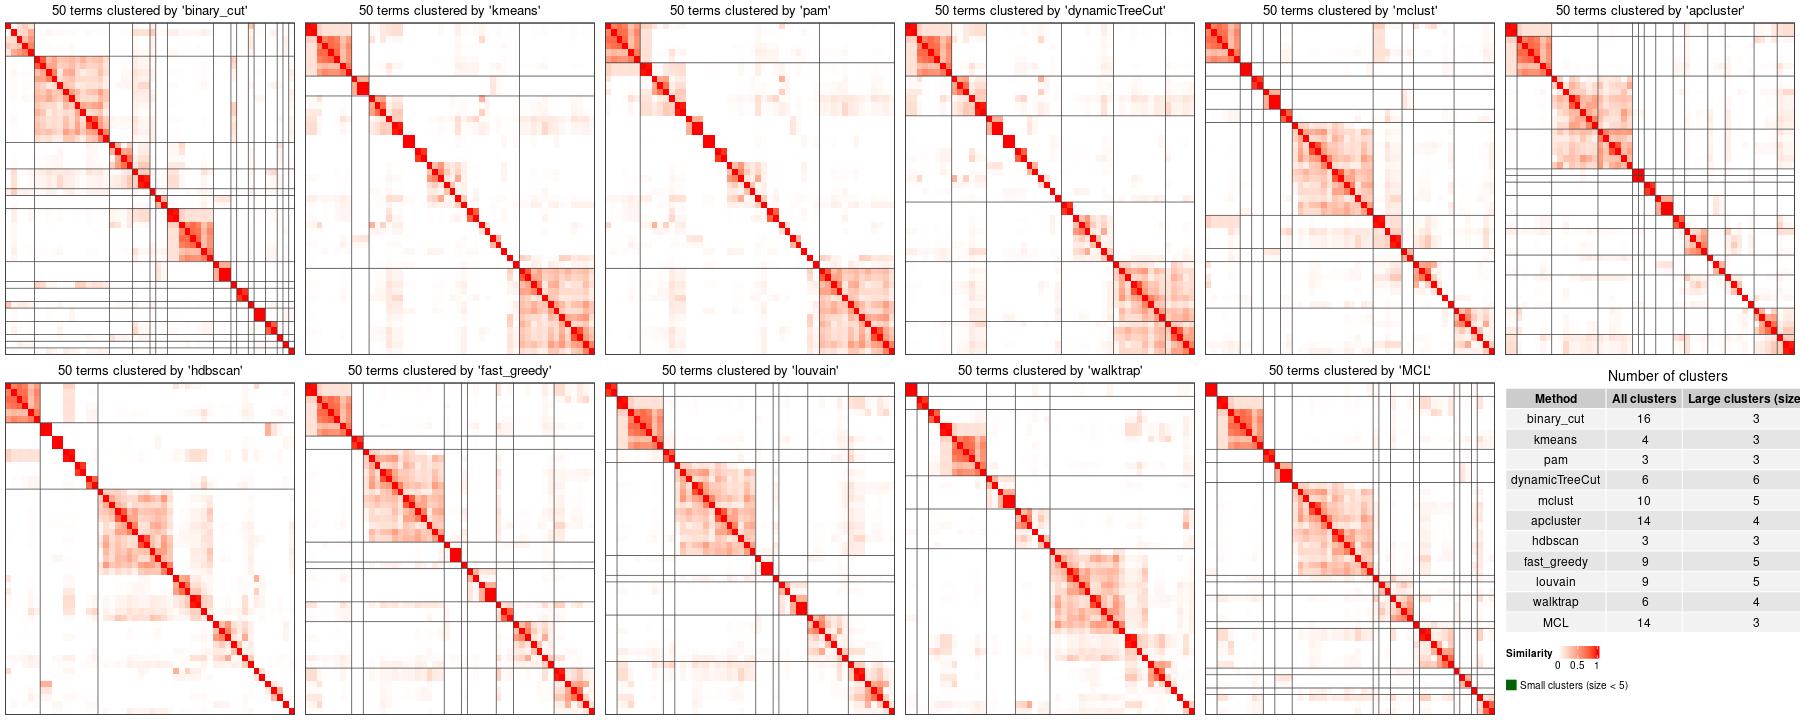 50 terms clustered by 'binary_cut'
50 terms clustered by 'kmeans'
50 terms clustered by 'pam'
50 terms clustered by 'dynamicTreeCut'
50 terms clustered by 'mclust'
50 terms clustered by 'apcluster'
50 terms clustered by 'hdbscan'
50 terms clustered by 'fast_greedy'
50 terms clustered by 'louvain'
50 terms clustered by 'walktrap'
50 terms clustered by 'MCL'
Number of clusters
Method All clusters Large clusters (size
binary_cut 16 3
kmeans 4 3
pam 3 3
dynamicTreeCut 6 6
mclust 10 5
apcluster 14 4
hdbscan 3 3
fast_greedy 9 5
louvain 9 5
walktrap 6 4
MCL 14 3
Similarity
0 0.5 1
Small clusters (size < 5)